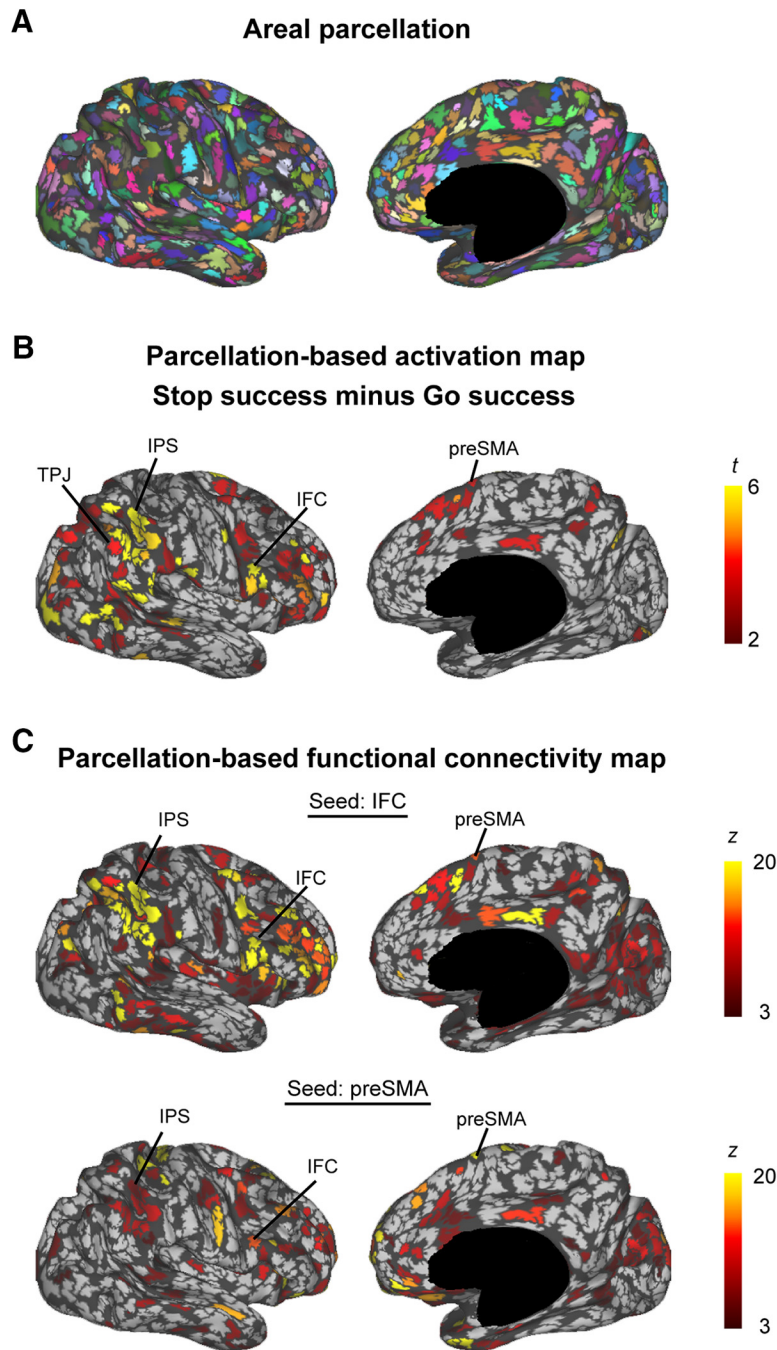 A
Areal parcellation
B
Parcellation-based activation map
Stop success minus Go success
IPS
TPJ
IFC
preSMA
t
6
2
C
Parcellation-based functional connectivity map
Seed: IFC
IPS
IFC
preSMA
z
20
3
Seed: preSMA
IPS
IFC
preSMA
z
20
3